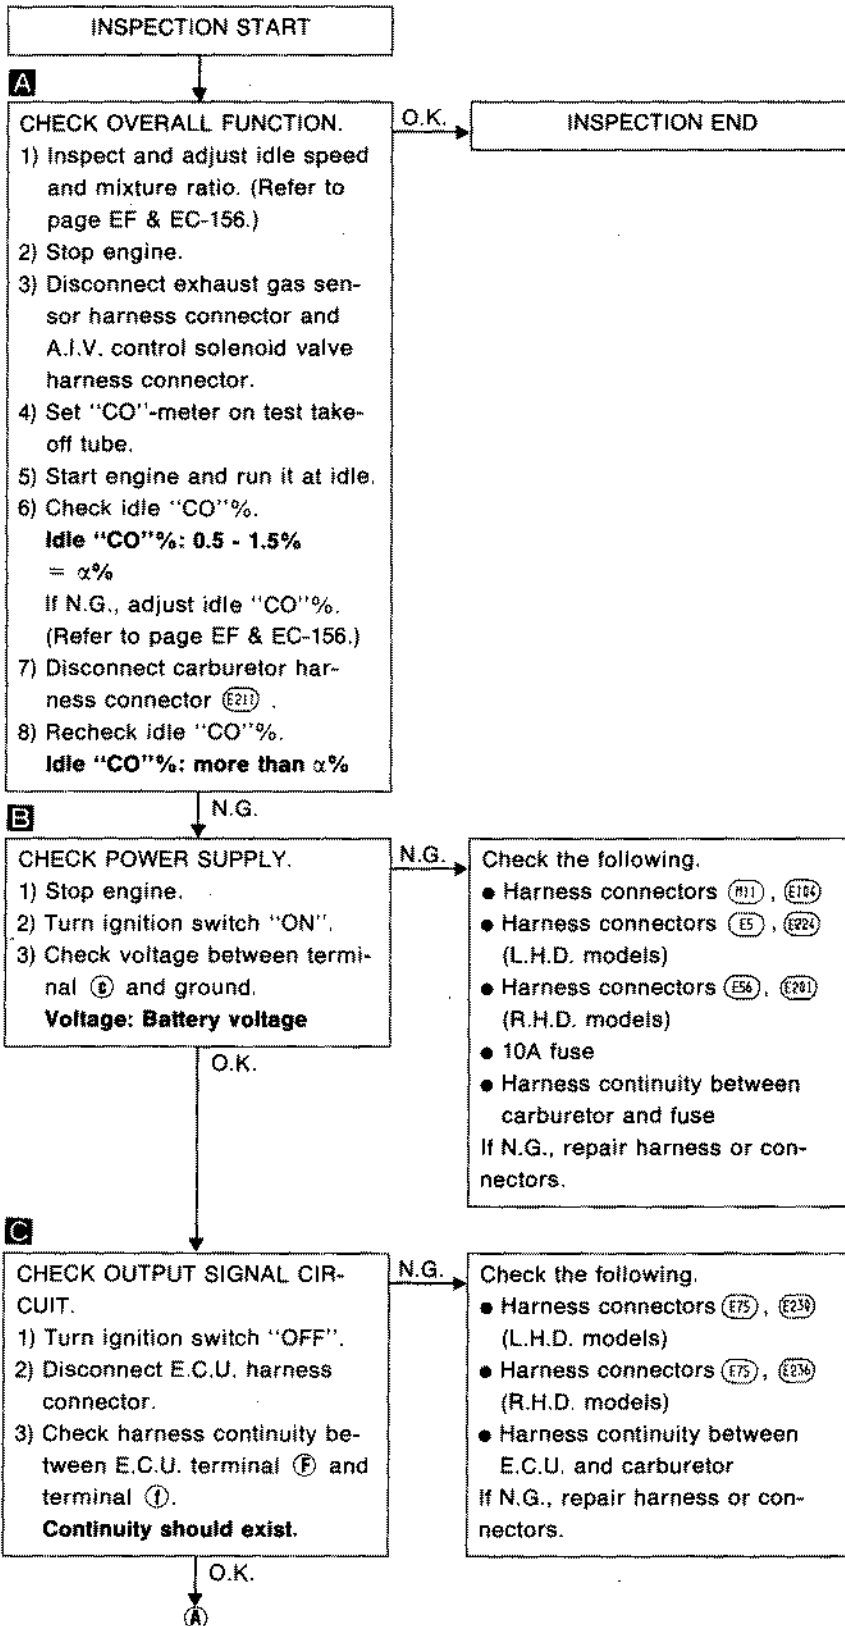 INSPECTION START
A
CHECK OVERALL FUNCTION.
1) Inspect and adjust idle speed
and mixture ratio. (Refer to
page EF & EC-156.)
2) Stop engine.
3) Disconnect exhaust gas sen-
sor harness connector and
A.I.V. control solenoid valve
harness connector.
4) Set "CO"-meter on test take-
off tube.
5) Start engine and run it at idle.
6) Check idle "CO"%.
Idle "CO"%: 0.5 - 1.5%
= α%
If N.G., adjust idle "CO"%.
(Refer to page EF & EC-156.)
7) Disconnect carburetor har-
ness connector E211 .
8) Recheck idle "CO"%.
Idle "CO"%: more than α%
O.K.
INSPECTION END
N.G.
B
CHECK POWER SUPPLY.
1) Stop engine.
2) Turn ignition switch "ON".
3) Check voltage between termi-
nal and ground.
Voltage: Battery voltage
N.G.
Check the following.
● Harness connectors M11 , E104
● Harness connectors E5 , E224
(L.H.D. models)
● Harness connectors E56 , E201
(R.H.D. models)
● 10A fuse
● Harness continuity between
carburetor and fuse
If N.G., repair harness or con-
nectors.
O.K.
C
CHECK OUTPUT SIGNAL CIR-
CUIT.
1) Turn ignition switch "OFF".
2) Disconnect E.C.U. harness
connector.
3) Check harness continuity be-
tween E.C.U. terminal F and
terminal f.
Continuity should exist.
N.G.
Check the following.
● Harness connectors E75 , E230
(L.H.D. models)
● Harness connectors E75 , E236
(R.H.D. models)
● Harness continuity between
E.C.U. and carburetor
If N.G., repair harness or con-
nectors.
O.K.
A